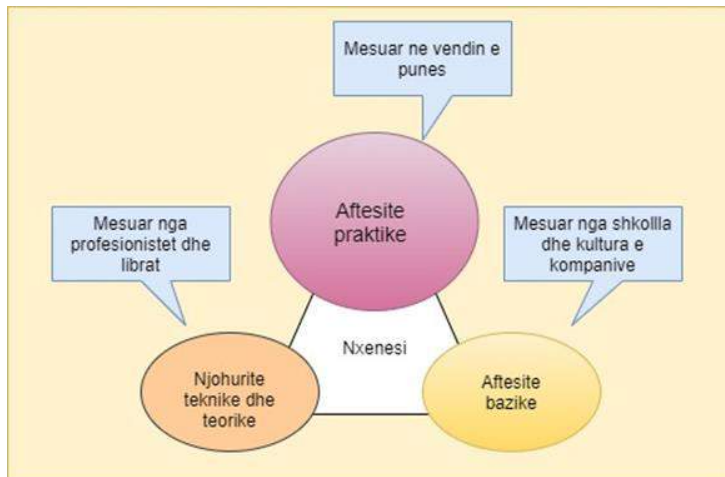 Mesuar ne vendin e
punes
Aftesite
praktike
Mesuar nga
profesionistet dhe
librat
Mesuar nga shkollla
dhe kultura e
kompanive
Nxenesi
Njohurite
teknike dhe
teorike
Aftesite
bazike